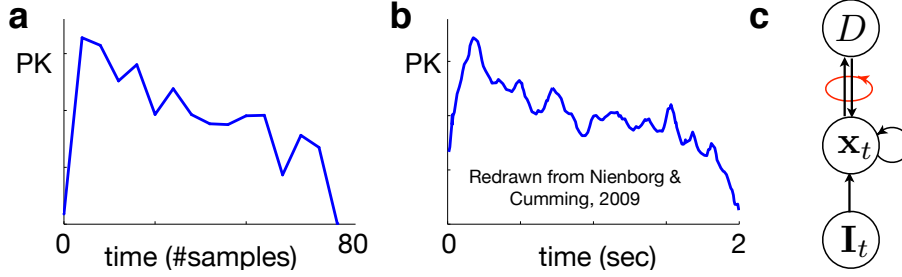 a
PK
0
80
time (#samples)
b
PK
Redrawn from Nienborg &
Cumming, 2009
0
2
time (sec)
c
D
x_t
I_t